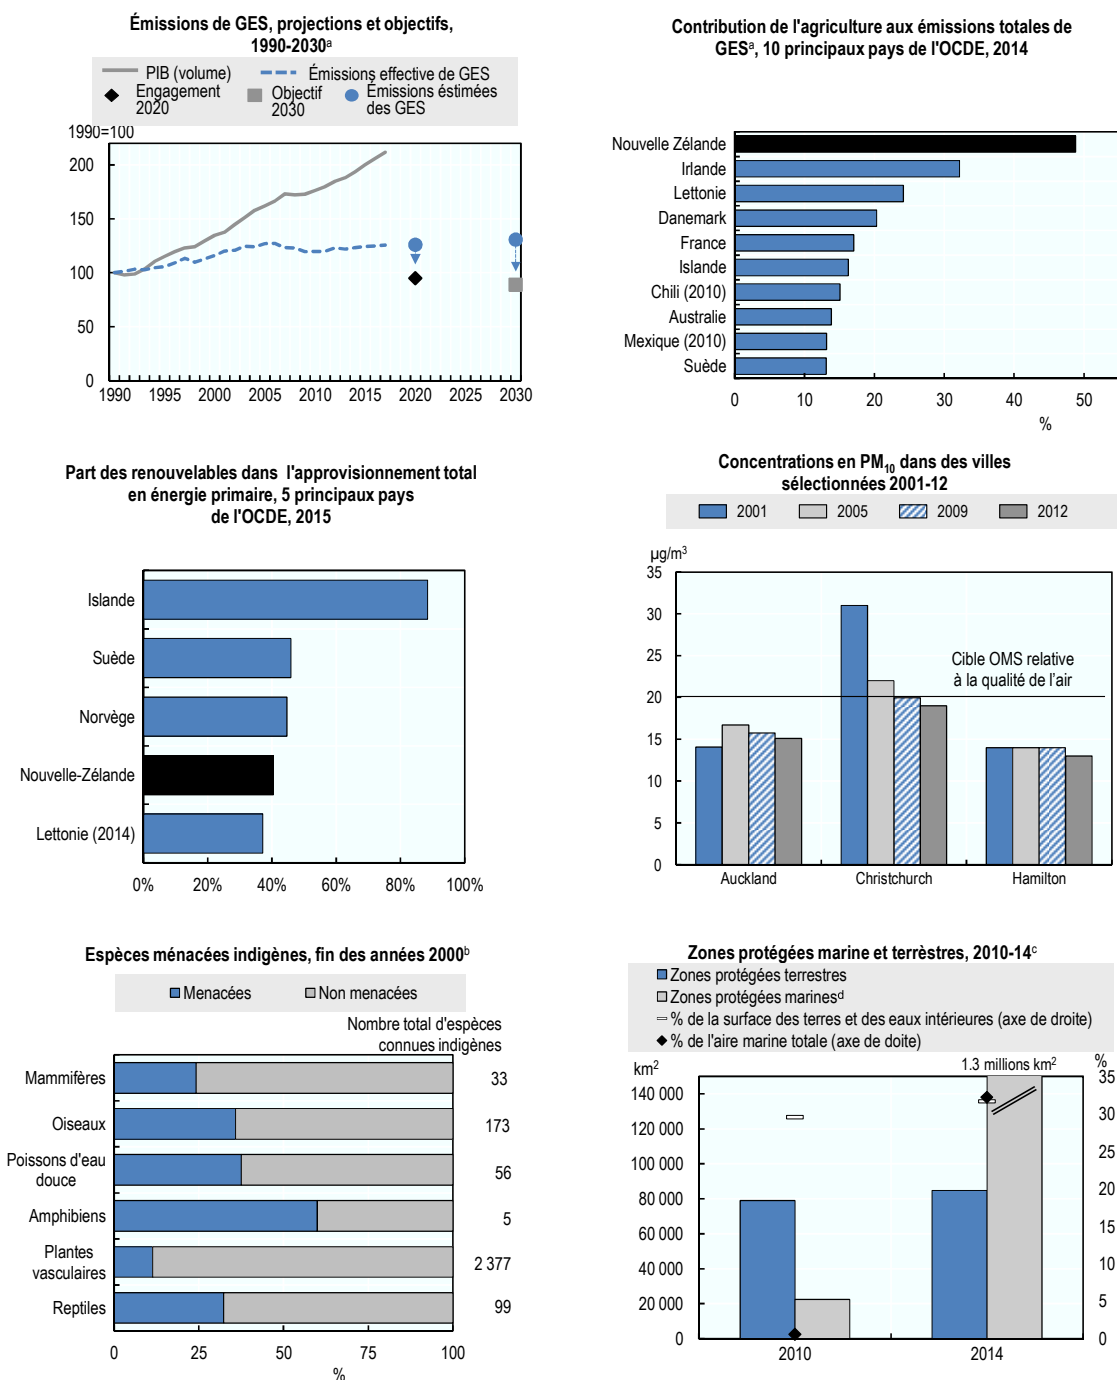 Émissions de GES, projections et objectifs,
1990-2030ᵃ
PIB (volume)
Émissions effective de GES
Engagement
2020
Objectif
2030
Émissions éstimées
des GES
1990=100
200
150
100
50
0
1990 1995 2000 2005 2010 2015 2020 2025 2030
Contribution de l'agriculture aux émissions totales de
GESᵃ, 10 principaux pays de l'OCDE, 2014
Nouvelle Zélande
Irlande
Lettonie
Danemark
France
Islande
Chili (2010)
Australie
Mexique (2010)
Suède
0 10 20 30 40 50
%
Part des renouvelables dans l'approvisionnement total
en énergie primaire, 5 principaux pays
de l'OCDE, 2015
Islande
Suède
Norvège
Nouvelle-Zélande
Lettonie (2014)
0% 20% 40% 60% 80% 100%
Concentrations en PM₁₀ dans des villes
sélectionnées 2001-12
2001 2005 2009 2012
µg/m³
35
30
25
20
15
10
5
0
Cible OMS relative
à la qualité de l'air
Auckland Christchurch Hamilton
Espèces ménacées indigènes, fin des années 2000ᵇ
Menacées Non menacées
Nombre total d'espèces
connues indigènes
Mammifères 33
Oiseaux 173
Poissons d'eau
douce 56
Amphibiens 5
Plantes
vasculaires 2 377
Reptiles 99
0 25 50 75 100
%
Zones protégées marine et terrèstres, 2010-14ᶜ
Zones protégées terrestres
Zones protégées marinesᵈ
% de la surface des terres et des eaux intérieures (axe de droite)
% de l'aire marine totale (axe de doite)
km²
1.3 millions km²
%
140 000
120 000
100 000
80 000
60 000
40 000
20 000
0
35
30
25
20
15
10
5
0
2010 2014